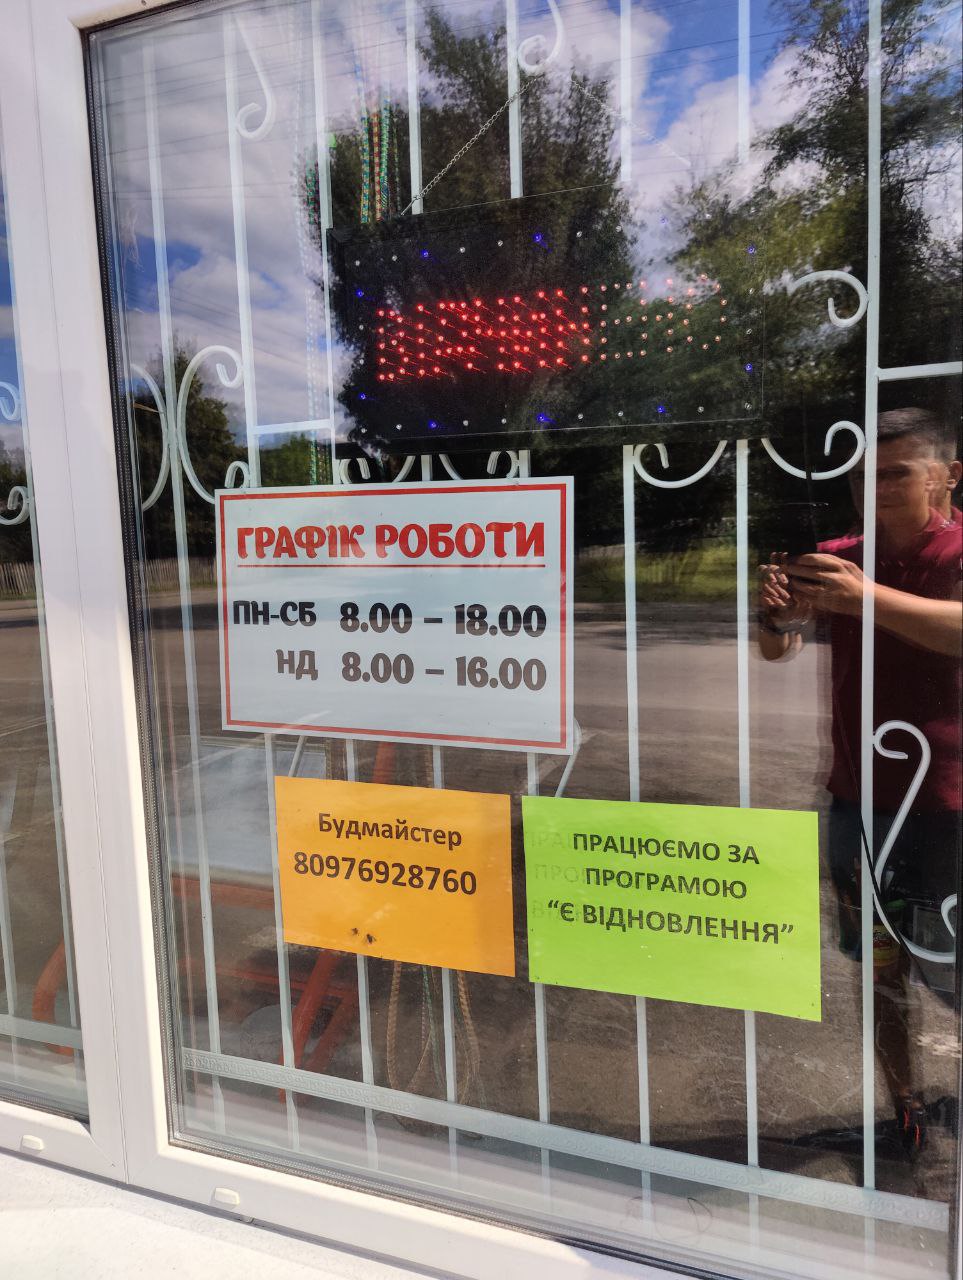 ГРАФІК РОБОТИ
ПН-СБ 8.00 – 18.00
НД 8.00 – 16.00
Будмайстер
80976928760
ПРАЦЮЄМО ЗА
ПРОГРАМОЮ
“Є ВІДНОВЛЕННЯ”